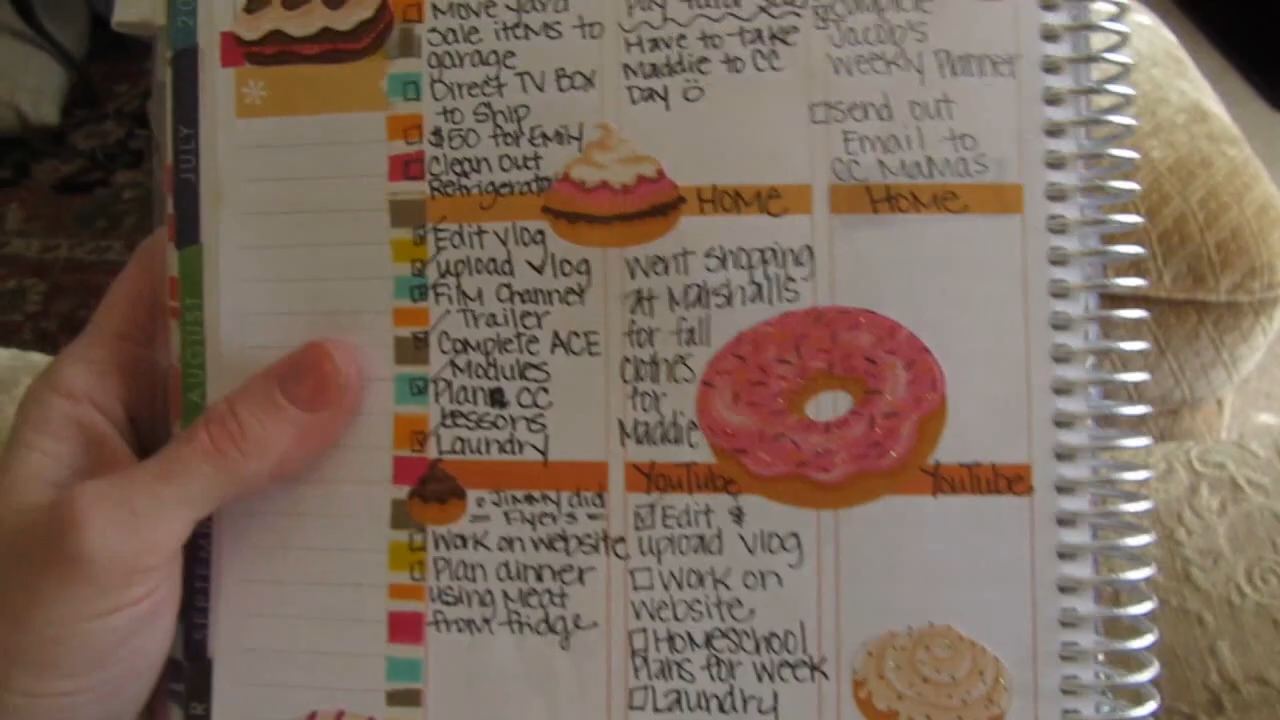 Move yard
Sale items to
garage
Direct TV Box
to Ship
$50 for Emily
Clean out
Refrigerator
Edit vlog
upload vlog
Film Channel
Trailer
Complete ACE
Modules
Plan CC
Lessons
Laundry
Jimmy did
Flyers
Work on website
Plan dinner
using meat
from fridge
Have to take
Maddie to CC
Day
Home
went shopping
at Marshalls
for fall
clothes
for
Maddie
YouTube
Edit &
upload vlog
Work on
website
Homeschool
Plans for week
Laundry
Complete
Jacob's
weekly Planner
send out
Email to
CC Mamas
Home
YouTube
JULY
AUGUST